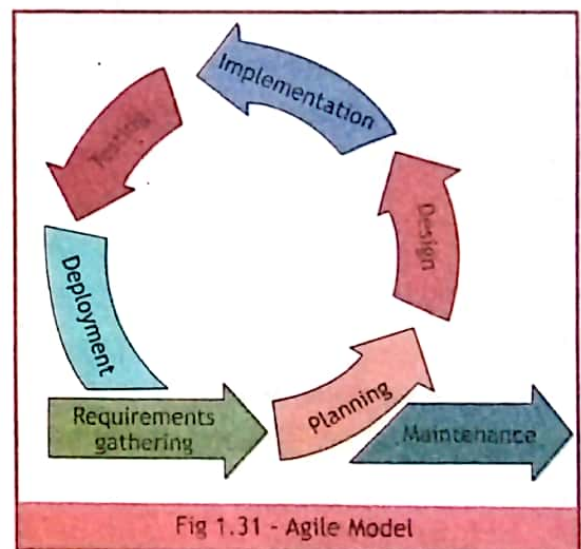 Implementation
Testing
Design
Deployment
Planning
Requirements
gathering
Maintenance
Fig 1.31 - Agile Model